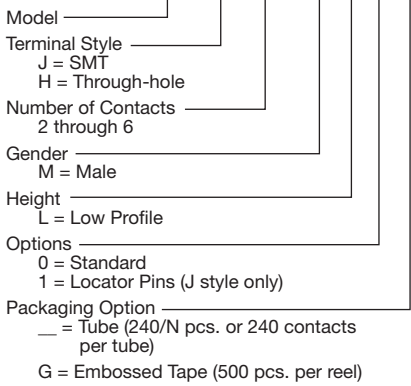 Model
Terminal Style
J = SMT
H = Through-hole
Number of Contacts
2 through 6
Gender
M = Male
Height
L = Low Profile
Options
0 = Standard
1 = Locator Pins (J style only)
Packaging Option
__ = Tube (240/N pcs. or 240 contacts
per tube)
G = Embossed Tape (500 pcs. per reel)